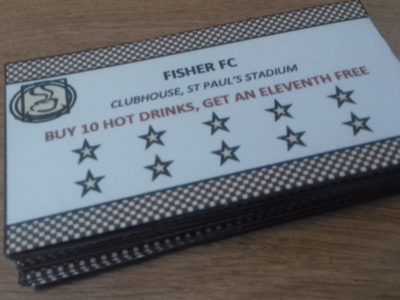 FISHER FC
CLUBHOUSE, ST PAUL'S STADIUM
BUY 10 HOT DRINKS, GET AN ELEVENTH FREE